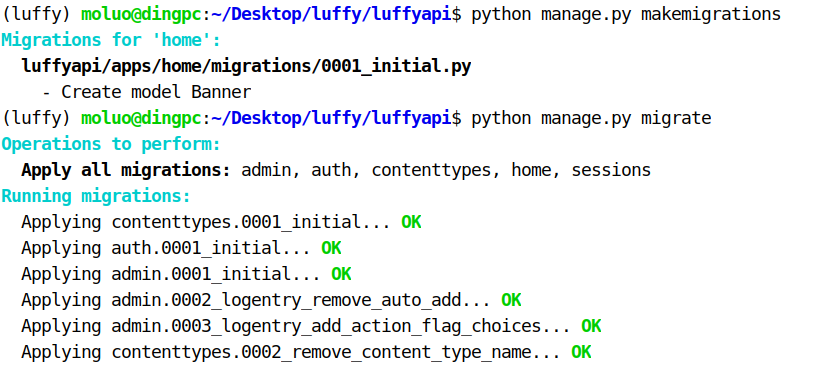 (luffy) moluo@dingpc:~/Desktop/luffy/luffyapi$ python manage.py makemigrations
Migrations for 'home':
  luffyapi/apps/home/migrations/0001_initial.py
    - Create model Banner
(luffy) moluo@dingpc:~/Desktop/luffy/luffyapi$ python manage.py migrate
Operations to perform:
  Apply all migrations: admin, auth, contenttypes, home, sessions
Running migrations:
  Applying contenttypes.0001_initial... OK
  Applying auth.0001_initial... OK
  Applying admin.0001_initial... OK
  Applying admin.0002_logentry_remove_auto_add... OK
  Applying admin.0003_logentry_add_action_flag_choices... OK
  Applying contenttypes.0002_remove_content_type_name... OK